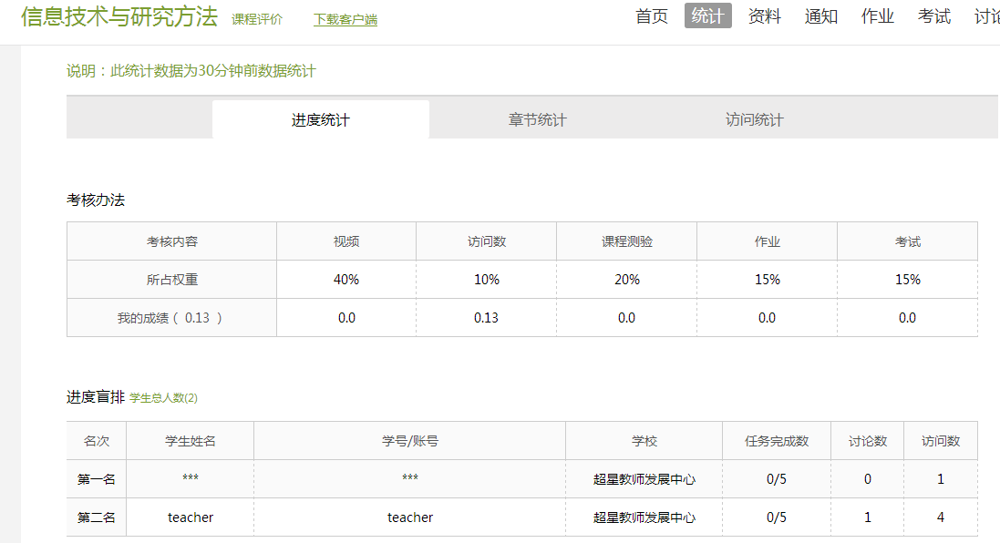 信息技术与研究方法 课程评价 下载客户端 首页 统计 资料 通知 作业 考试 讨论
说明：此统计数据为30分钟前数据统计
进度统计 章节统计 访问统计
考核办法
考核内容 视频 访问数 课程测验 作业 考试
所占权重 40% 10% 20% 15% 15%
我的成绩（ 0.13 ） 0.0 0.13 0.0 0.0 0.0
进度盲排 学生总人数(2)
名次 学生姓名 学号/账号 学校 任务完成数 讨论数 访问数
第一名 *** *** 超星教师发展中心 0/5 0 1
第二名 teacher teacher 超星教师发展中心 0/5 1 4